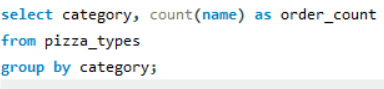 select category, count(name) as order_count
from pizza_types
group by category;